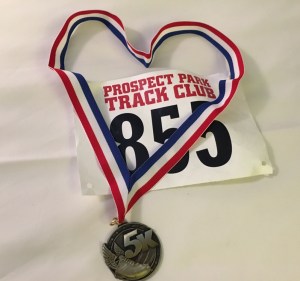 PROSPECT PARK
TRACK CLUB
855
5K